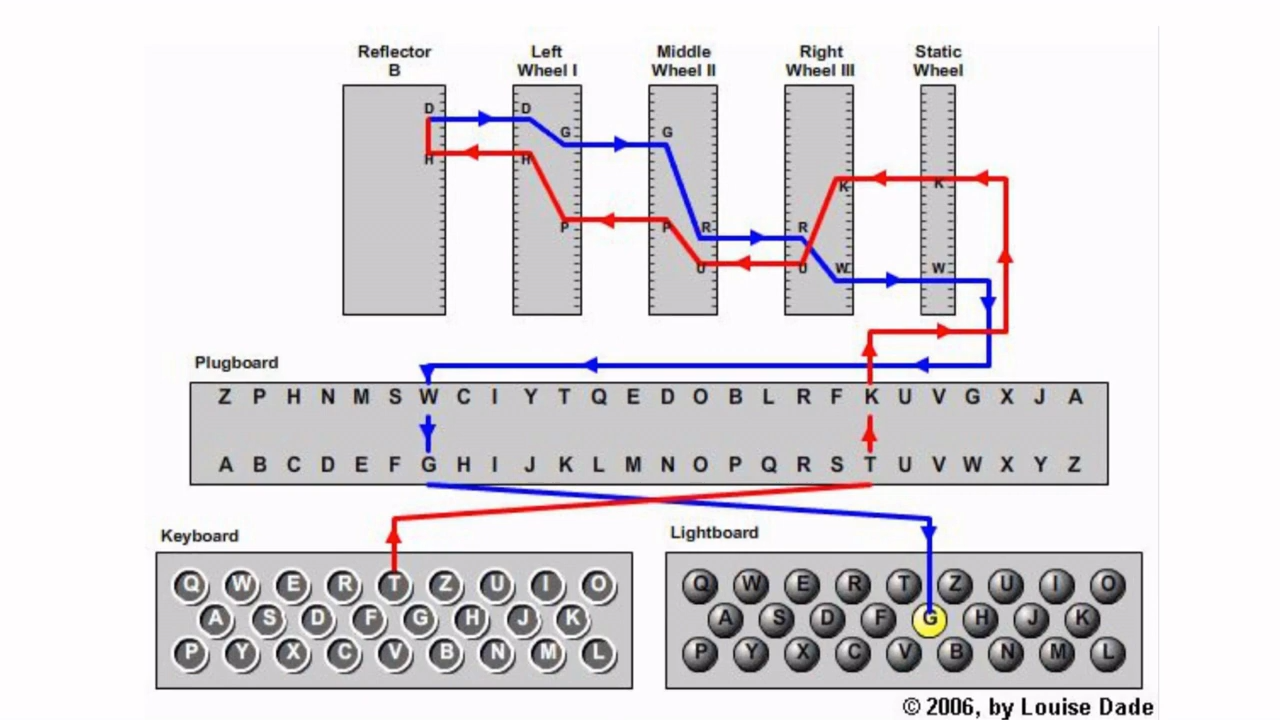 Reflector B
Left Wheel I
Middle Wheel II
Right Wheel III
Static Wheel
D D
G G
H H
K K
P P
R R
U U
W W
Plugboard
Z P H N M S W C I Y T Q E D O B L R F K U V G X J A
A B C D E F G H I J K L M N O P Q R S T U V W X Y Z
Keyboard
Q W E R T Z U I O
A S D F G H J K
P Y X C V B N M L
Lightboard
Q W E R T Z U I O
A S D F G H J K
P Y X C V B N M L
© 2006, by Louise Dade